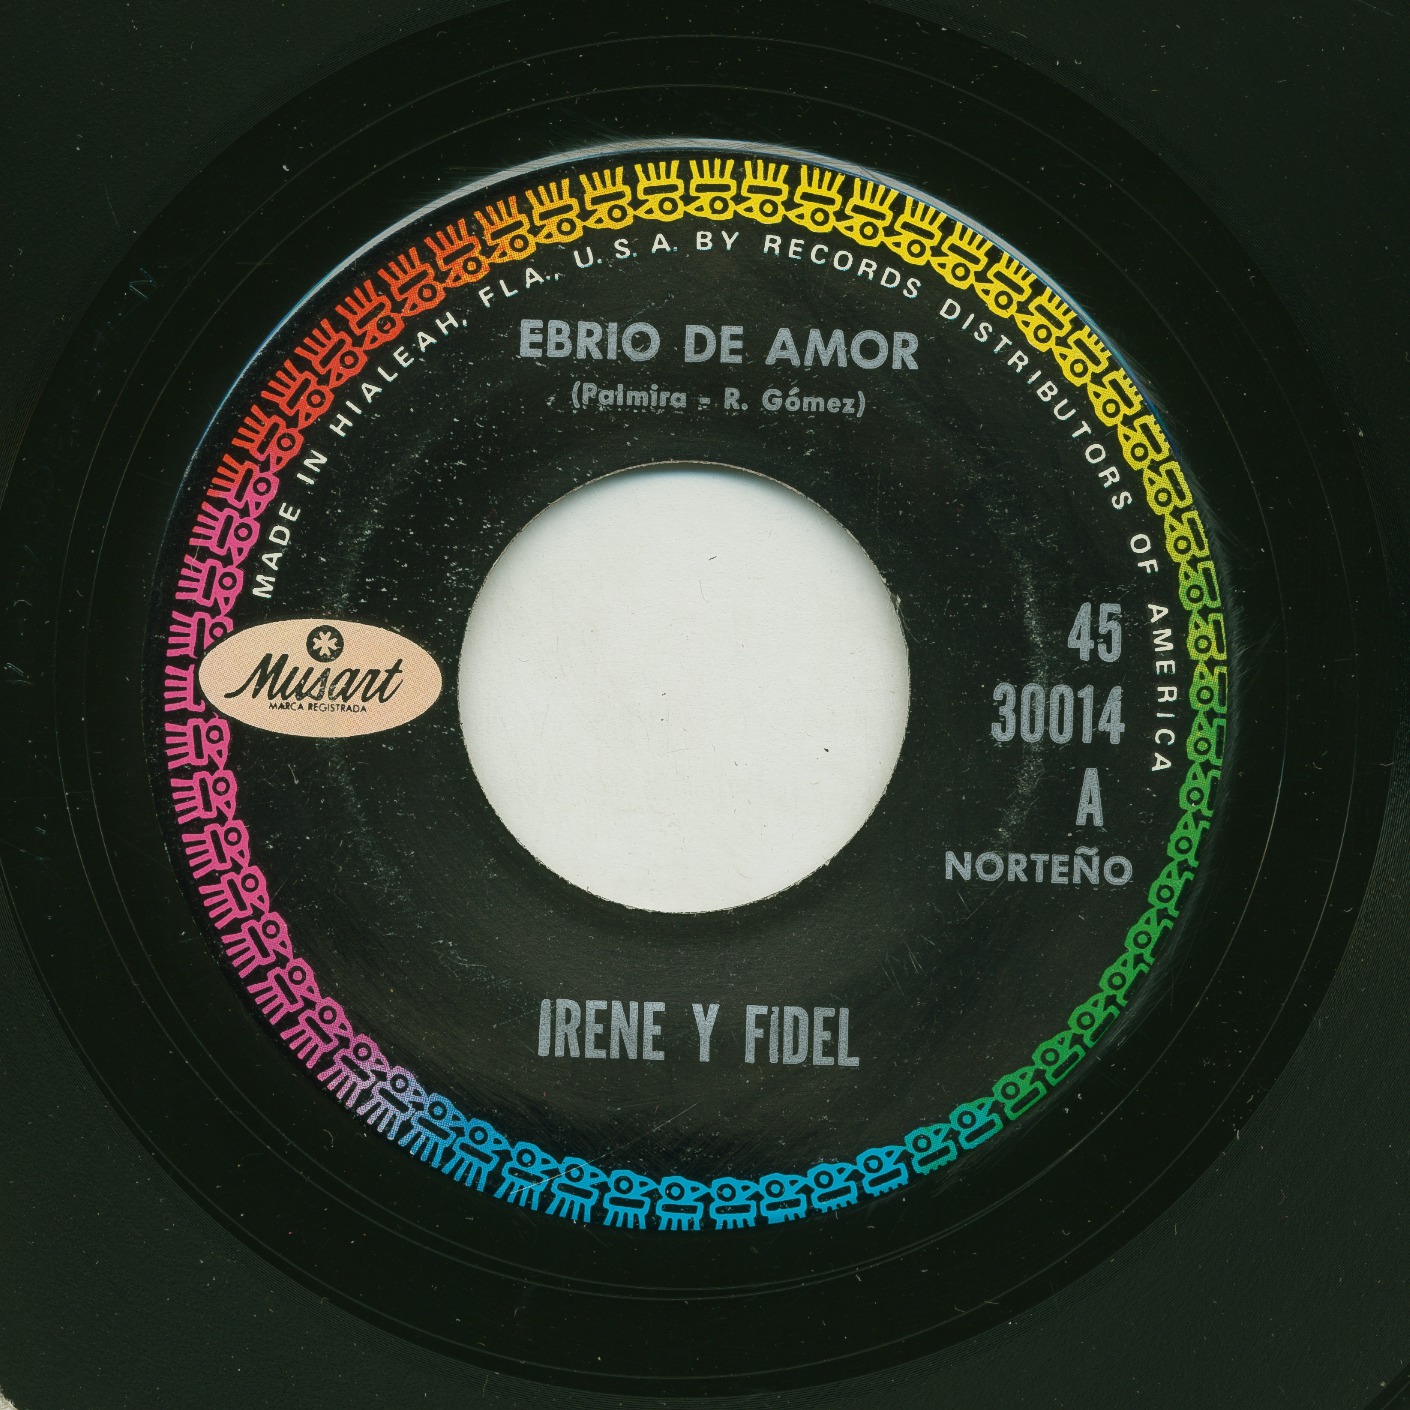 MADE IN HIALEAH, FLA., U.S.A. BY RECORDS DISTRIBUTORS OF AMERICA
EBRIO DE AMOR
(Palmira - R. Gómez)
Musart
MARCA REGISTRADA
45
30014
A
NORTEÑO
IRENE Y FIDEL